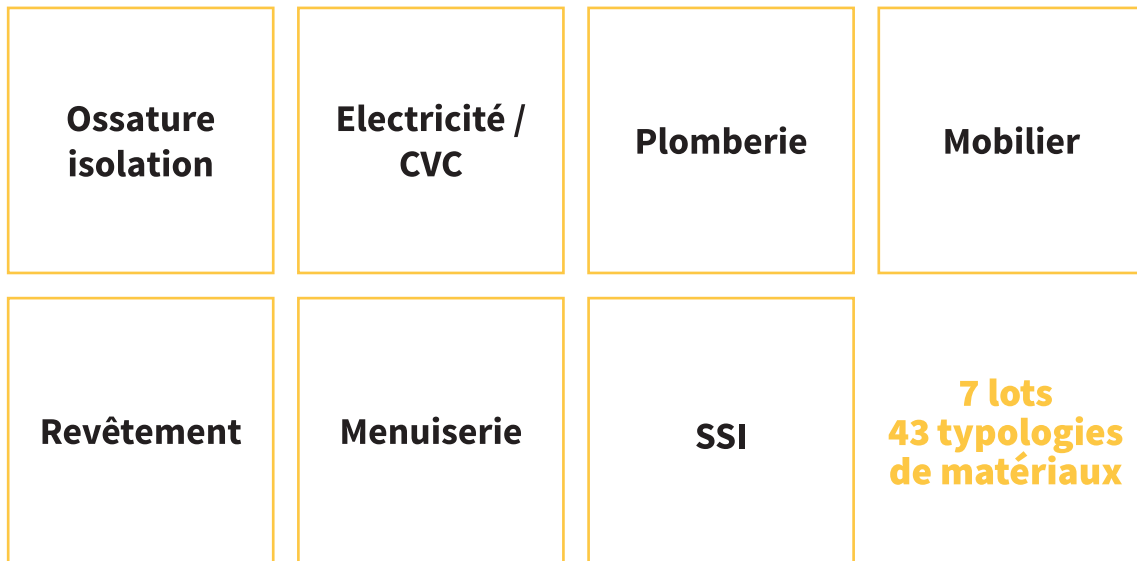 Ossature
isolation
Electricité /
CVC
Plomberie
Mobilier
Revêtement
Menuiserie
SSI
7 lots
43 typologies
de matériaux